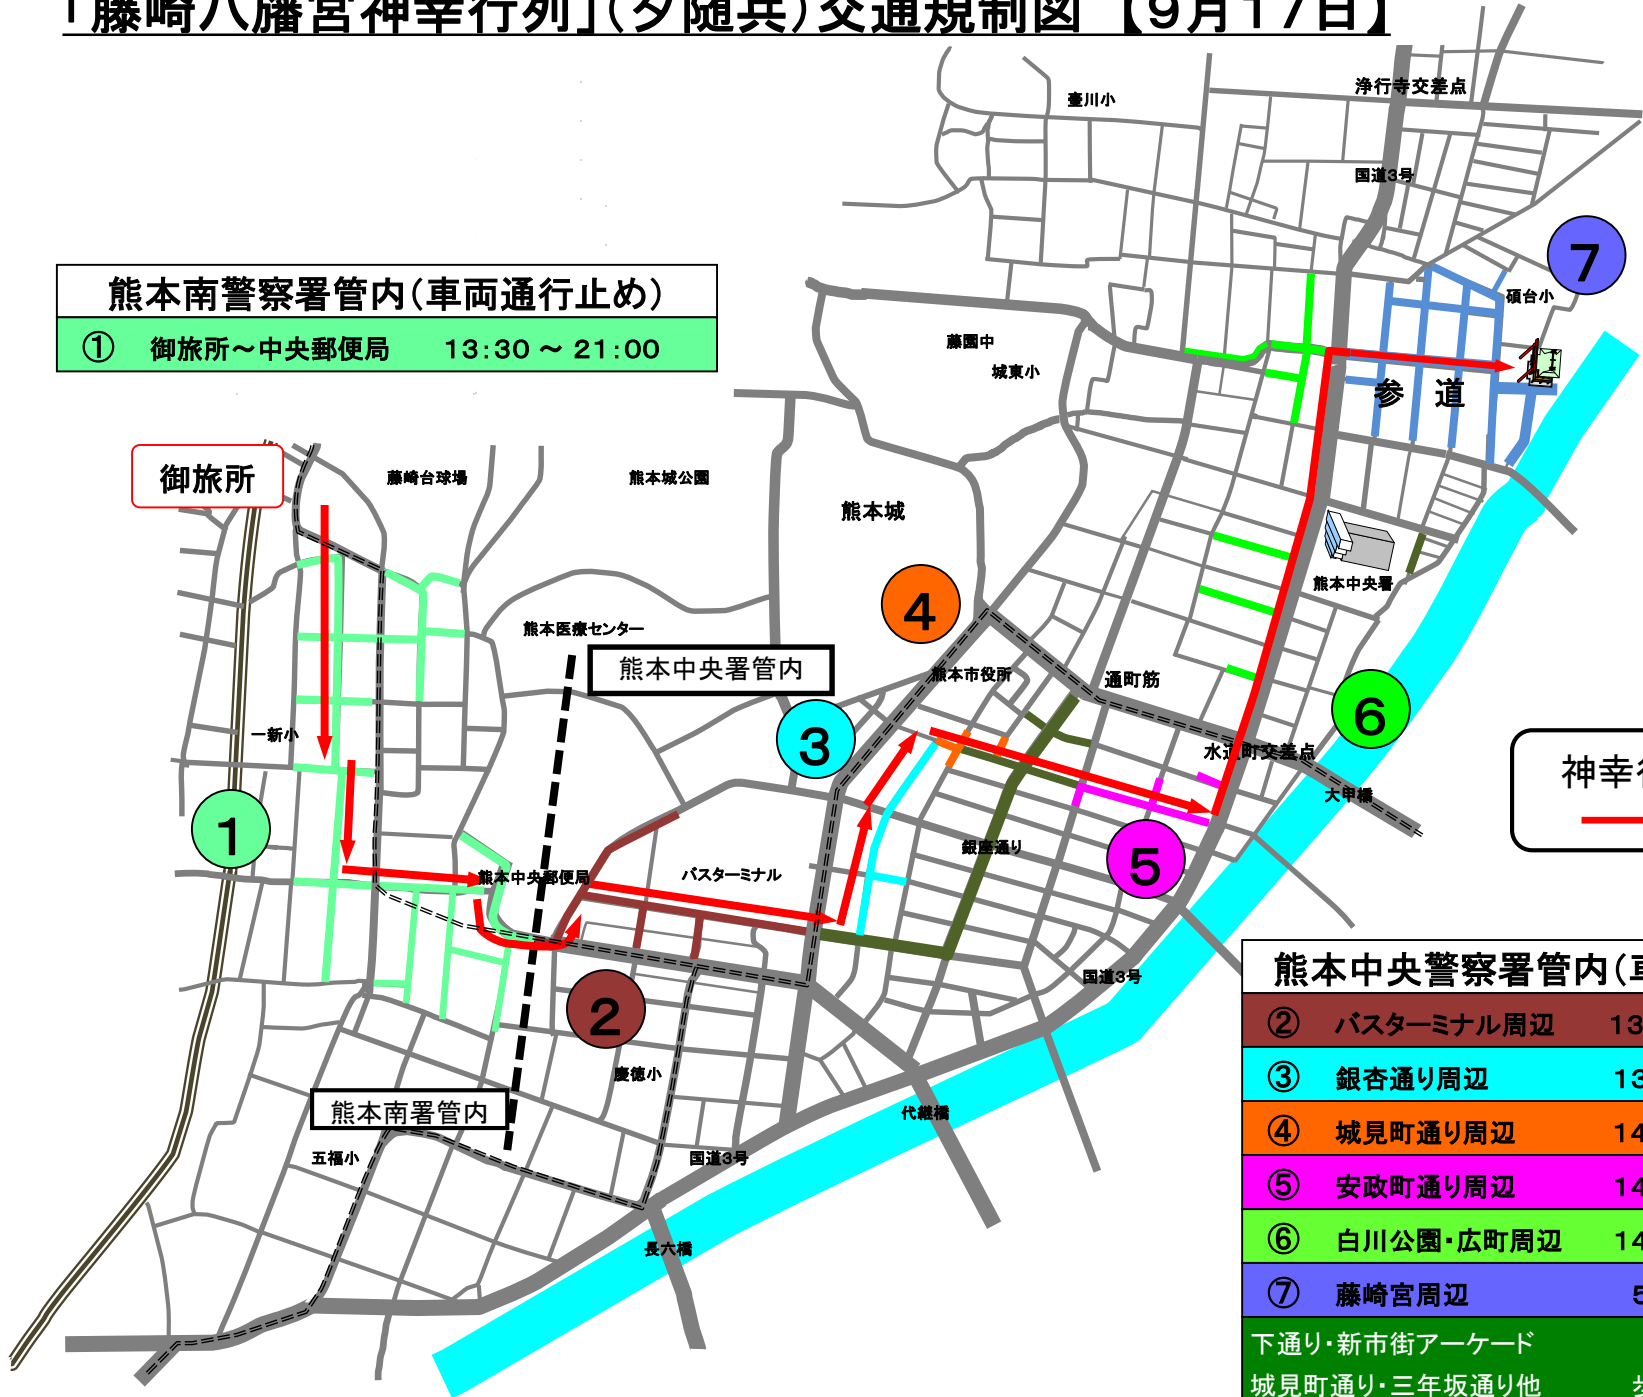 「藤崎八旛宮神幸行列」(夕随兵)交通規制図 【9月17日】
浄行寺交差点
壷川小
国道3号
7
碩台小
熊本南警察署管内(車両通行止め)
① 御旅所～中央郵便局 13:30 ～ 21:00
藤園中
城東小
参 道
御旅所
藤崎台球場
熊本城公園
熊本城
熊本中央署
4
熊本医療センター
熊本中央署管内
熊本市役所
通町筋
6
3
一新小
水道町交差点
神幸
大甲橋
1
銀座通り
5
熊本中央郵便局
バスターミナル
国道3号
2
慶徳小
熊本南署管内
代継橋
五福小
国道3号
長六橋
熊本中央警察署管内(
② バスターミナル周辺 13
③ 銀杏通り周辺 13
④ 城見町通り周辺 14
⑤ 安政町通り周辺 14
⑥ 白川公園・広町周辺 14
⑦ 藤崎宮周辺 5
下通り・新市街アーケード
城見町通り・三年坂通り他